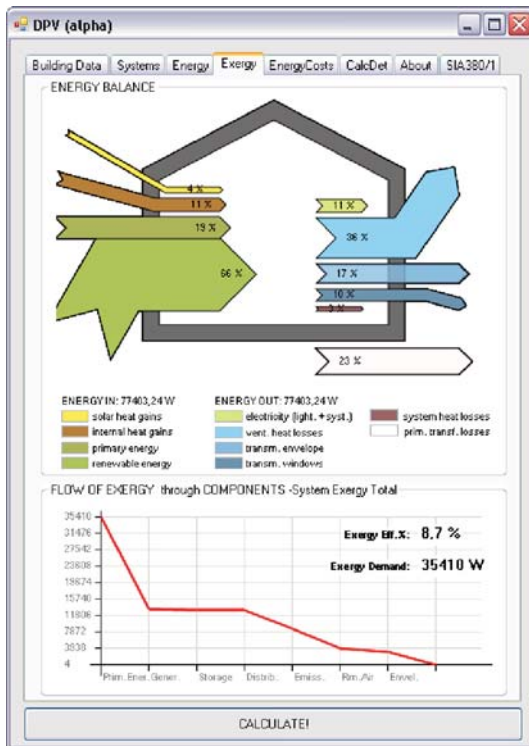 DPV (alpha)
Building Data Systems Energy Exergy EnergyCosts CalcDet About SIA380/1
ENERGY BALANCE
4 %
11 % 11 %
19 % 36 %
66 % 17 %
10 %
3 %
23 %
ENERGY IN: 77403,24 W ENERGY OUT: 77403,24 W
solar heat gains electricity (light. + syst.) system heat losses
internal heat gains vent. heat losses prim. transf. losses
primary energy transm. envelope
renewable energy transm. windows
FLOW OF EXERGY through COMPONENTS -System Exergy Total
35410
31476 Exergy Eff.%: 8,7 %
27542
23608 Exergy Demand: 35410 W
19674
15740
11806
7872
3938
4
Prim. Ener. Gener. Storage Distrib. Emiss. Rm./Air Envel.
CALCULATE!